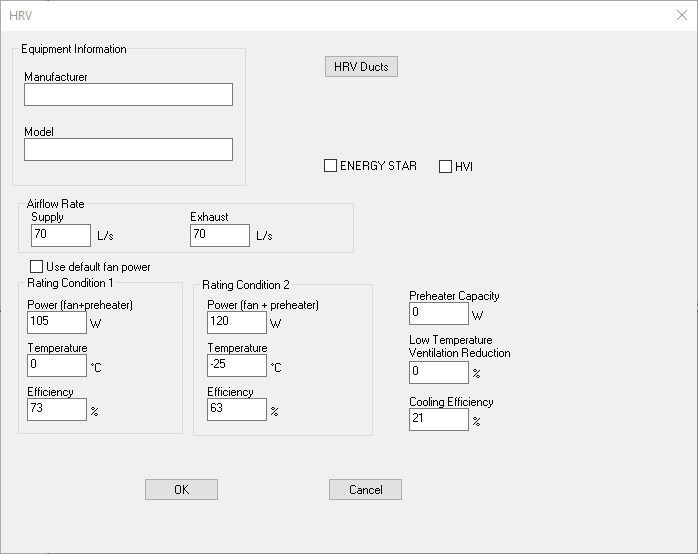 HRV
Equipment Information
HRV Ducts
Manufacturer
Model
ENERGY STAR
HVI
Airflow Rate
Supply
Exhaust
70 L/s
70 L/s
Use default fan power
Rating Condition 1
Power (fan+preheater)
105 W
Temperature
0 °C
Efficiency
73 %
Rating Condition 2
Power (fan + preheater)
120 W
Temperature
-25 °C
Efficiency
63 %
Preheater Capacity
0 W
Low Temperature
Ventilation Reduction
0 %
Cooling Efficiency
21 %
OK
Cancel